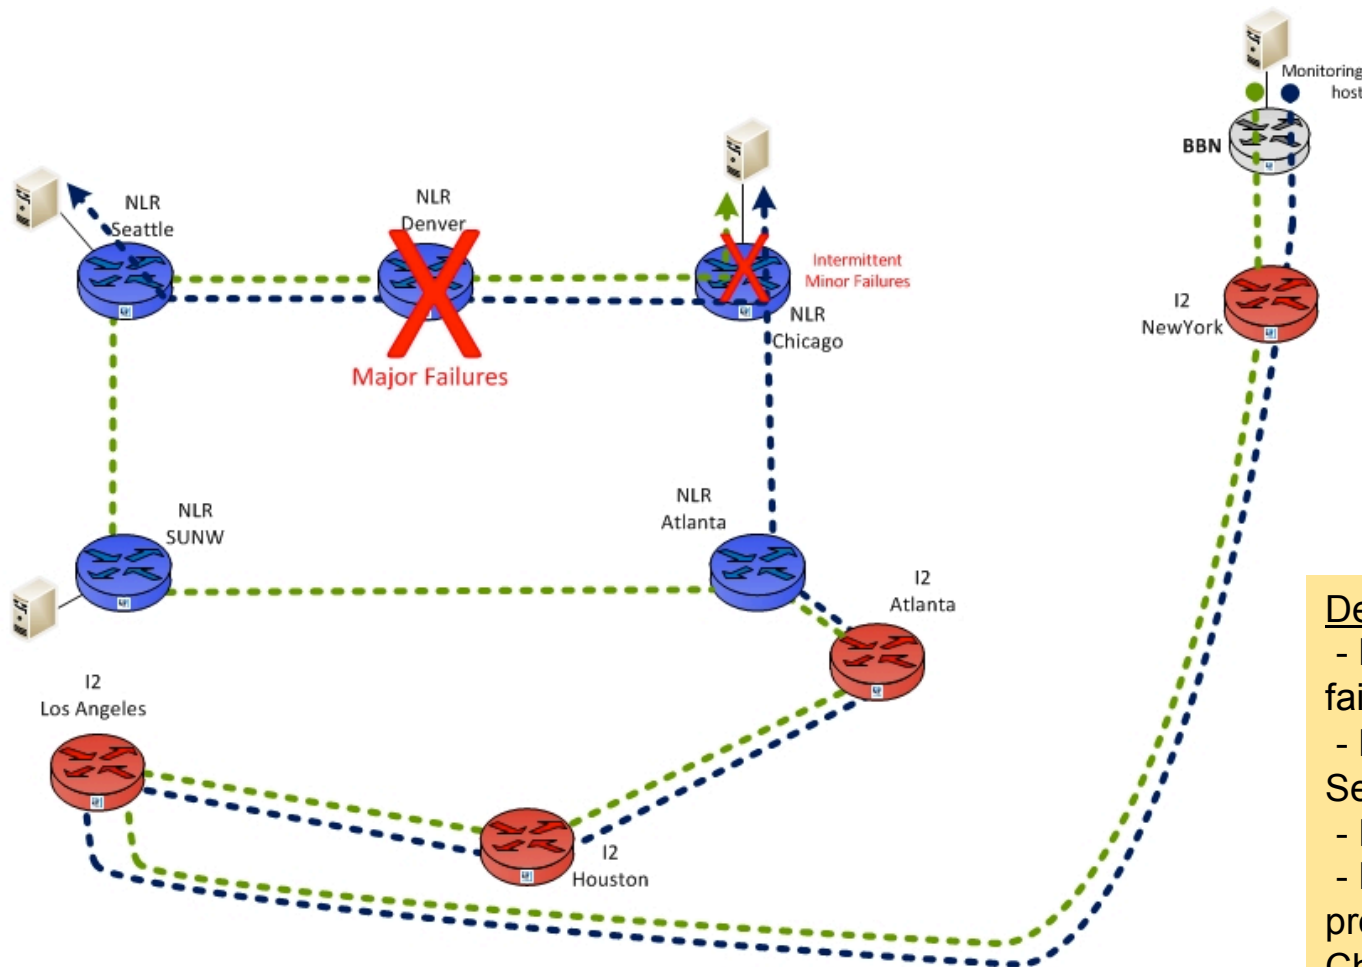 Monitoring
host
BBN
NLR
Seattle
NLR
Denver
Intermittent
Minor Failures
I2
NewYork
NLR
Chicago
Major Failures
NLR
SUNW
NLR
Atlanta
I2
Atlanta
I2
Los Angeles
I2
Houston
-
-
-
-